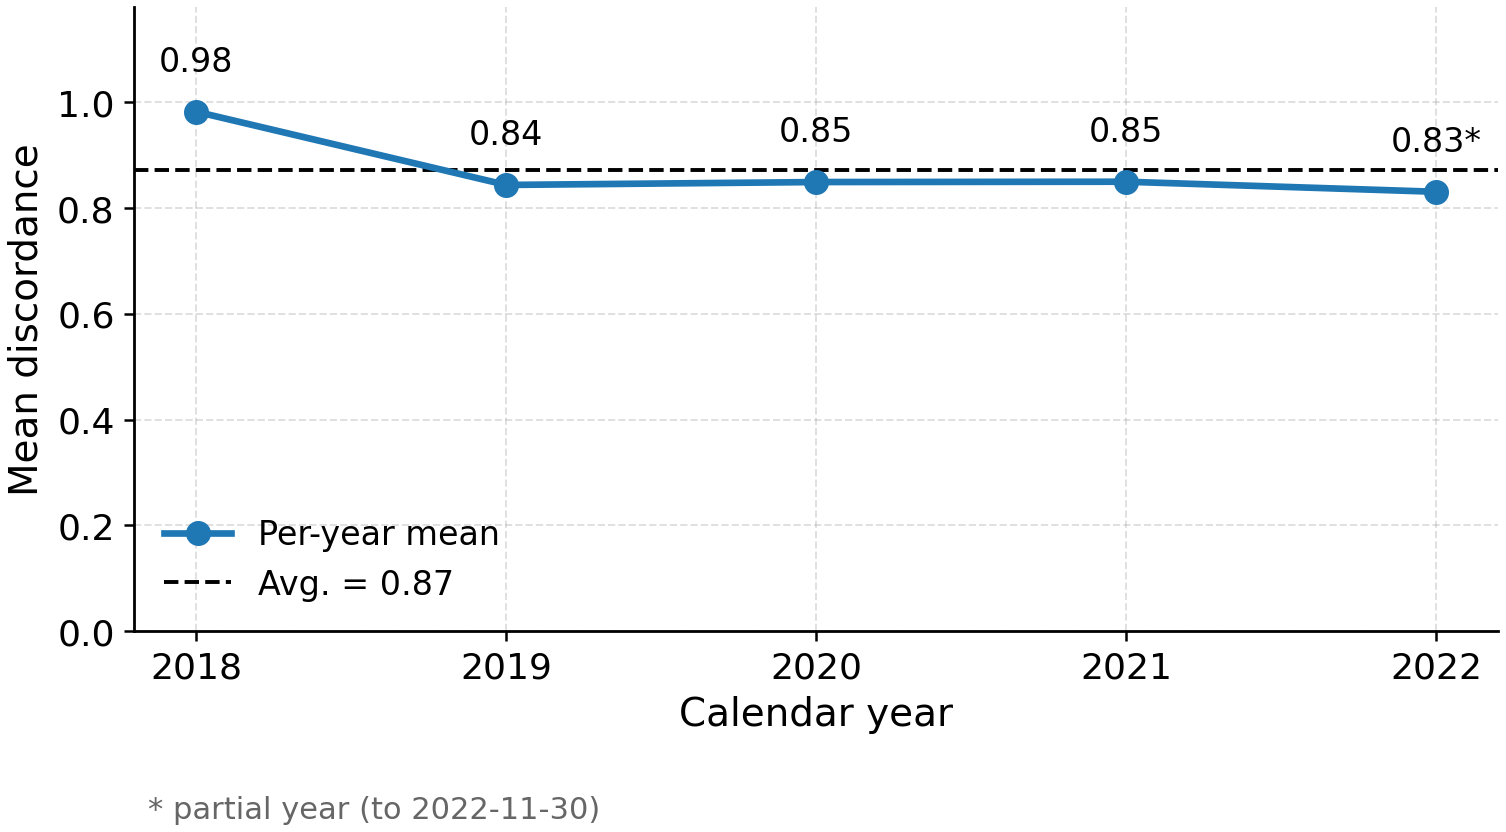 0.98
0.84
0.85
0.85
0.83*
Mean discordance
1.0
0.8
0.6
0.4
0.2
0.0
Per-year mean
Avg. = 0.87
2018 2019 2020 2021 2022
Calendar year
* partial year (to 2022-11-30)